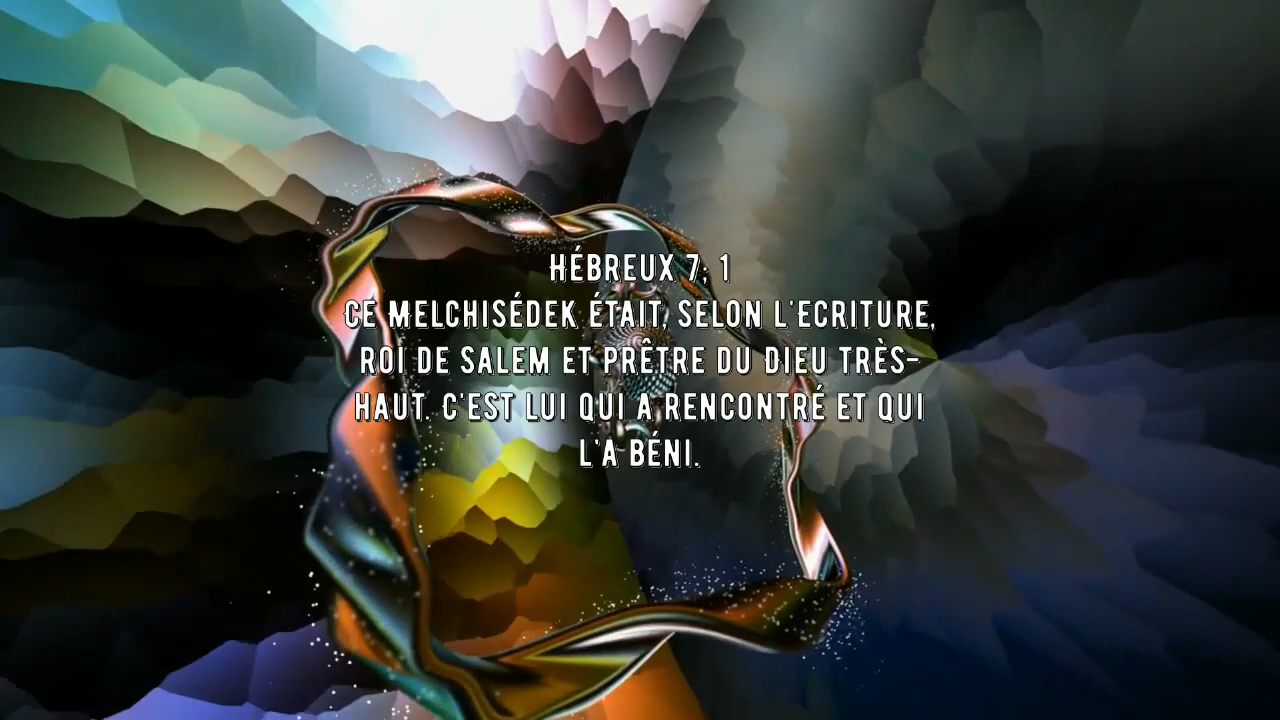 HÉBREUX 7, 1
CE MELCHISÉDEK ÉTAIT, SELON L'ECRITURE,
ROI DE SALEM ET PRÊTRE DU DIEU TRÈS-
HAUT. C'EST LUI QUI A RENCONTRÉ ET QUI
L'A BÉNI.